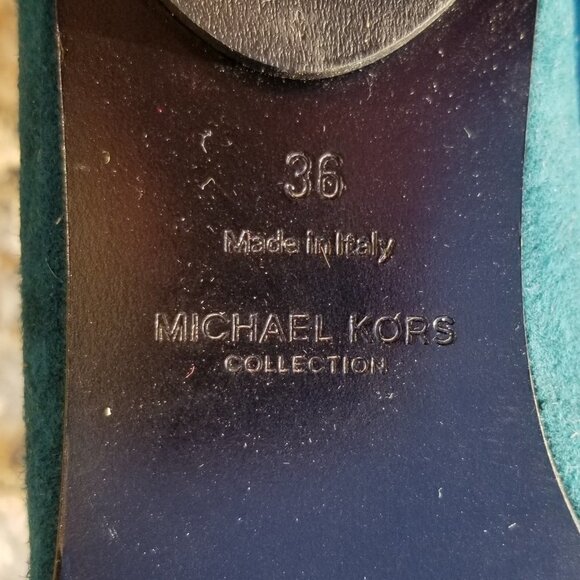 36
Made in Italy
MICHAEL KORS
COLLECTION